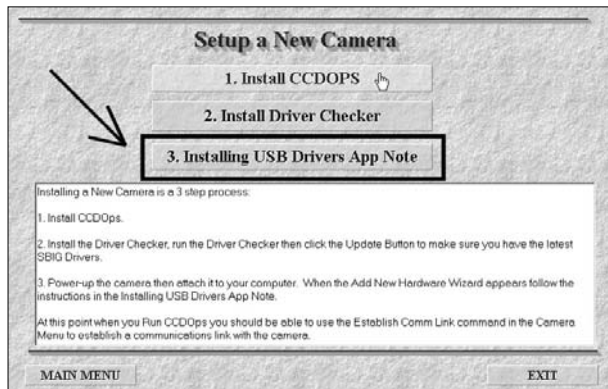 Setup a New Camera
1. Install CCDOPS
2. Install Driver Checker
3. Installing USB Drivers App Note
Installing a New Camera is a 3 step process:
1. Install CCDOps.
2. Install the Driver Checker, run the Driver Checker then click the Update Button to make sure you have the latest
SBIG Drivers.
3. Power-up the camera then attach it to your computer. When the Add New Hardware Wizard appears follow the
instructions in the Installing USB Drivers App Note.
At this point when you Run CCDOps you should be able to use the Establish Comm Link command in the Camera
Menu to establish a communications link with the camera.
MAIN MENU
EXIT